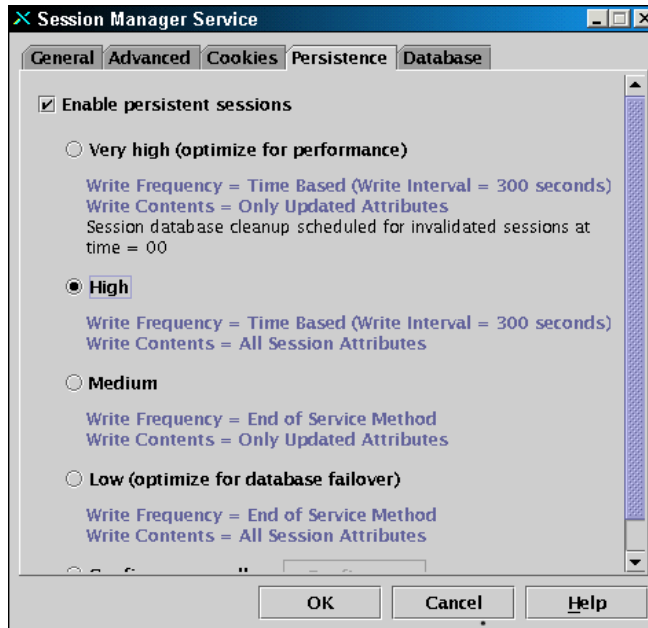 Session Manager Service
General Advanced Cookies Persistence Database
Enable persistent sessions
Very high (optimize for performance)
Write Frequency = Time Based (Write Interval = 300 seconds)
Write Contents = Only Updated Attributes
Session database cleanup scheduled for invalidated sessions at
time = 00
High
Write Frequency = Time Based (Write Interval = 300 seconds)
Write Contents = All Session Attributes
Medium
Write Frequency = End of Service Method
Write Contents = Only Updated Attributes
Low (optimize for database failover)
Write Frequency = End of Service Method
Write Contents = All Session Attributes
OK Cancel Help